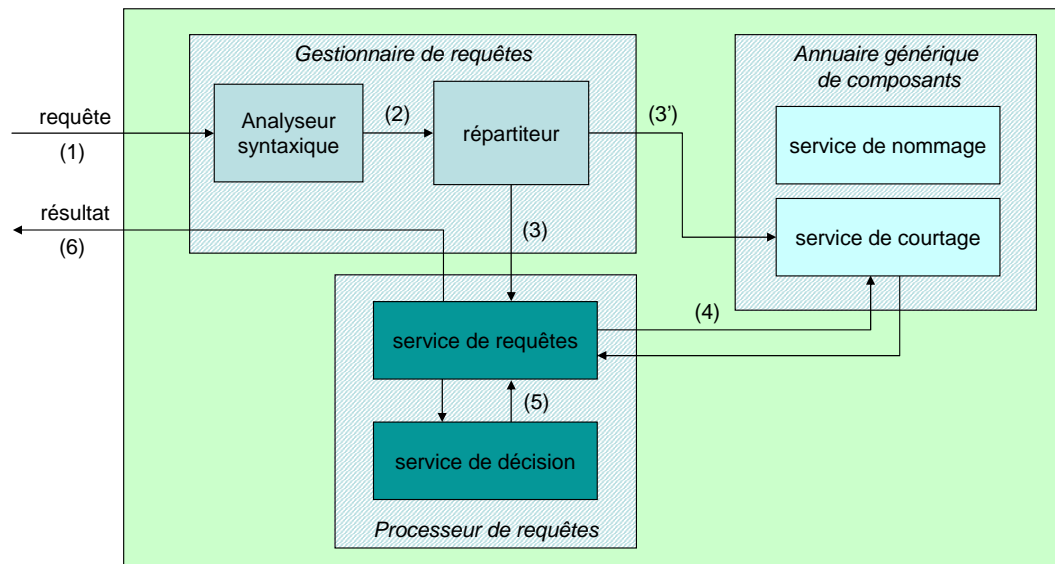 Gestionnaire de requêtes
Annuaire générique
de composants
requête
(1)
Analyseur
syntaxique
(2)
répartiteur
(3’)
service de nommage
résultat
(6)
(3)
service de courtage
service de requêtes
(4)
(5)
service de décision
Processeur de requêtes